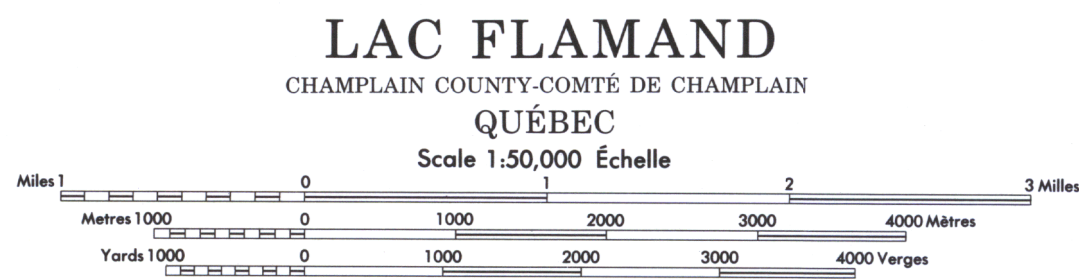 LAC FLAMAND
CHAMPLAIN COUNTY-COMTÉ DE CHAMPLAIN
QUÉBEC
Scale 1:50,000 Échelle
Miles 1 0 1 2 3 Milles
Metres 1000 0 1000 2000 3000 4000 Mètres
Yards 1000 0 1000 2000 3000 4000 Verges